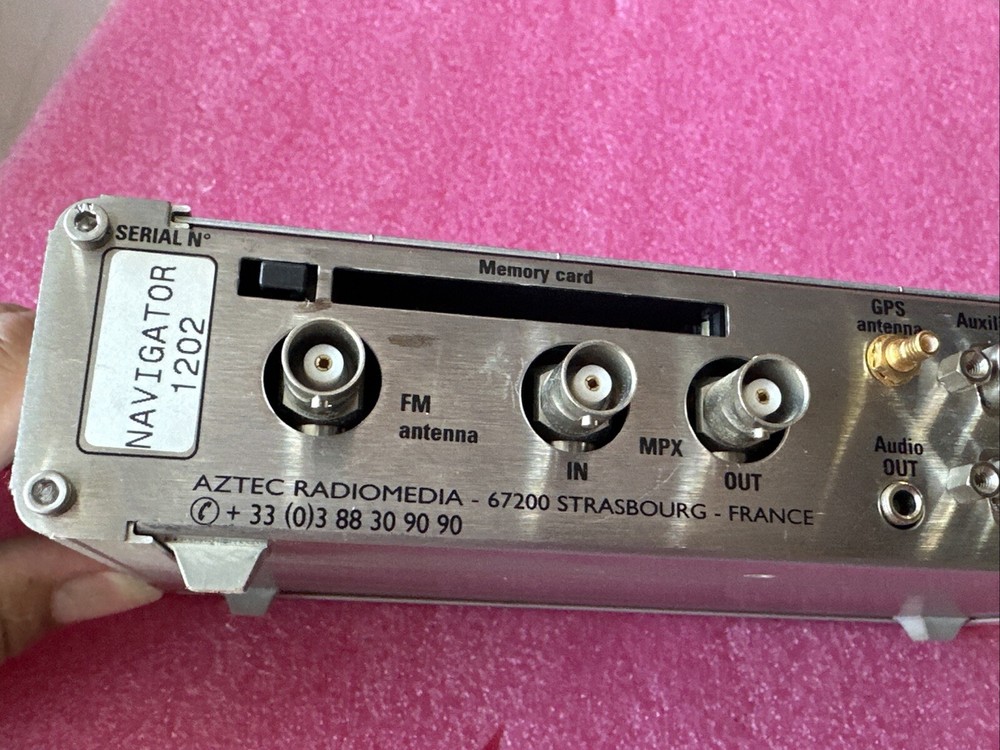 SERIAL N°
NAVIGATOR
1202
Memory card
FM
antenna
IN
MPX
OUT
GPS
antenna
Audio
OUT
AZTEC RADIOMEDIA - 67200 STRASBOURG - FRANCE
✆ + 33 (0)3 88 30 90 90